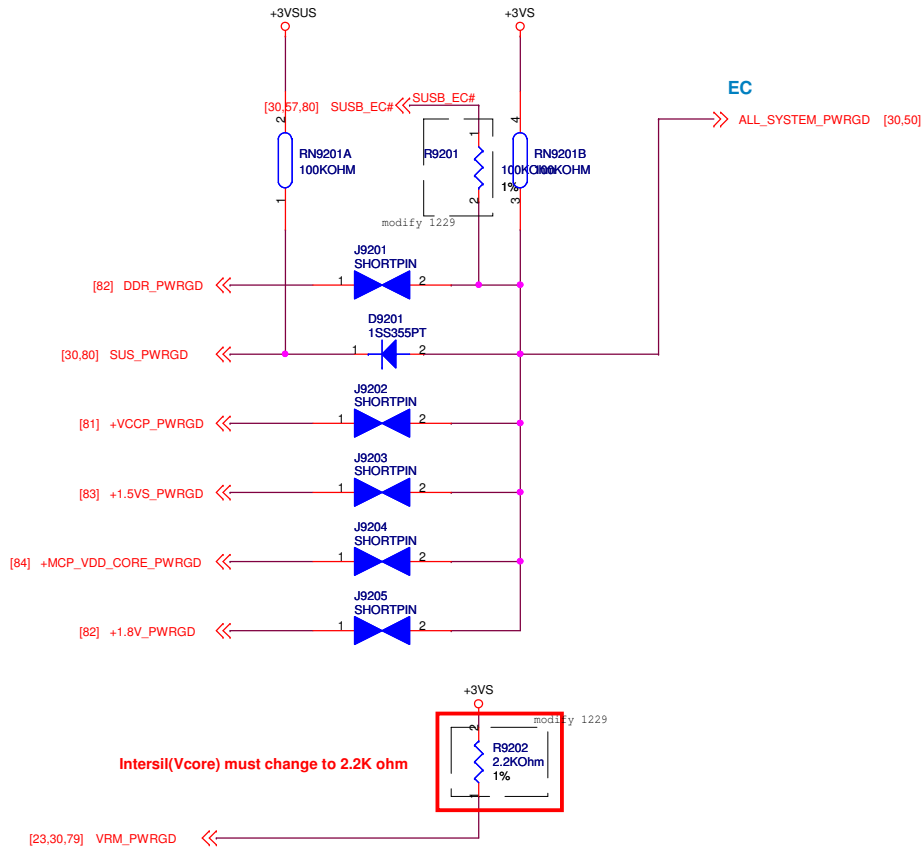 +3VSUS
+3VS
EC
[30,57,80] SUSB_EC#
SUSB_EC#
ALL_SYSTEM_PWRGD [30,50]
2
1
4
RN9201A
100KOHM
R9201
100KOhm
1%
RN9201B
100KOHM
1
2
3
modify 1229
J9201
SHORTPIN
[82] DDR_PWRGD
1
2
D9201
1SS355PT
[30,80] SUS_PWRGD
1
2
J9202
SHORTPIN
[81] +VCCP_PWRGD
1
2
J9203
SHORTPIN
[83] +1.5VS_PWRGD
1
2
J9204
SHORTPIN
[84] +MCP_VDD_CORE_PWRGD
1
2
J9205
SHORTPIN
[82] +1.8V_PWRGD
1
2
+3VS
modify 1229
2
R9202
2.2KOhm
1%
Intersil(Vcore) must change to 2.2K ohm
1
[23,30,79] VRM_PWRGD